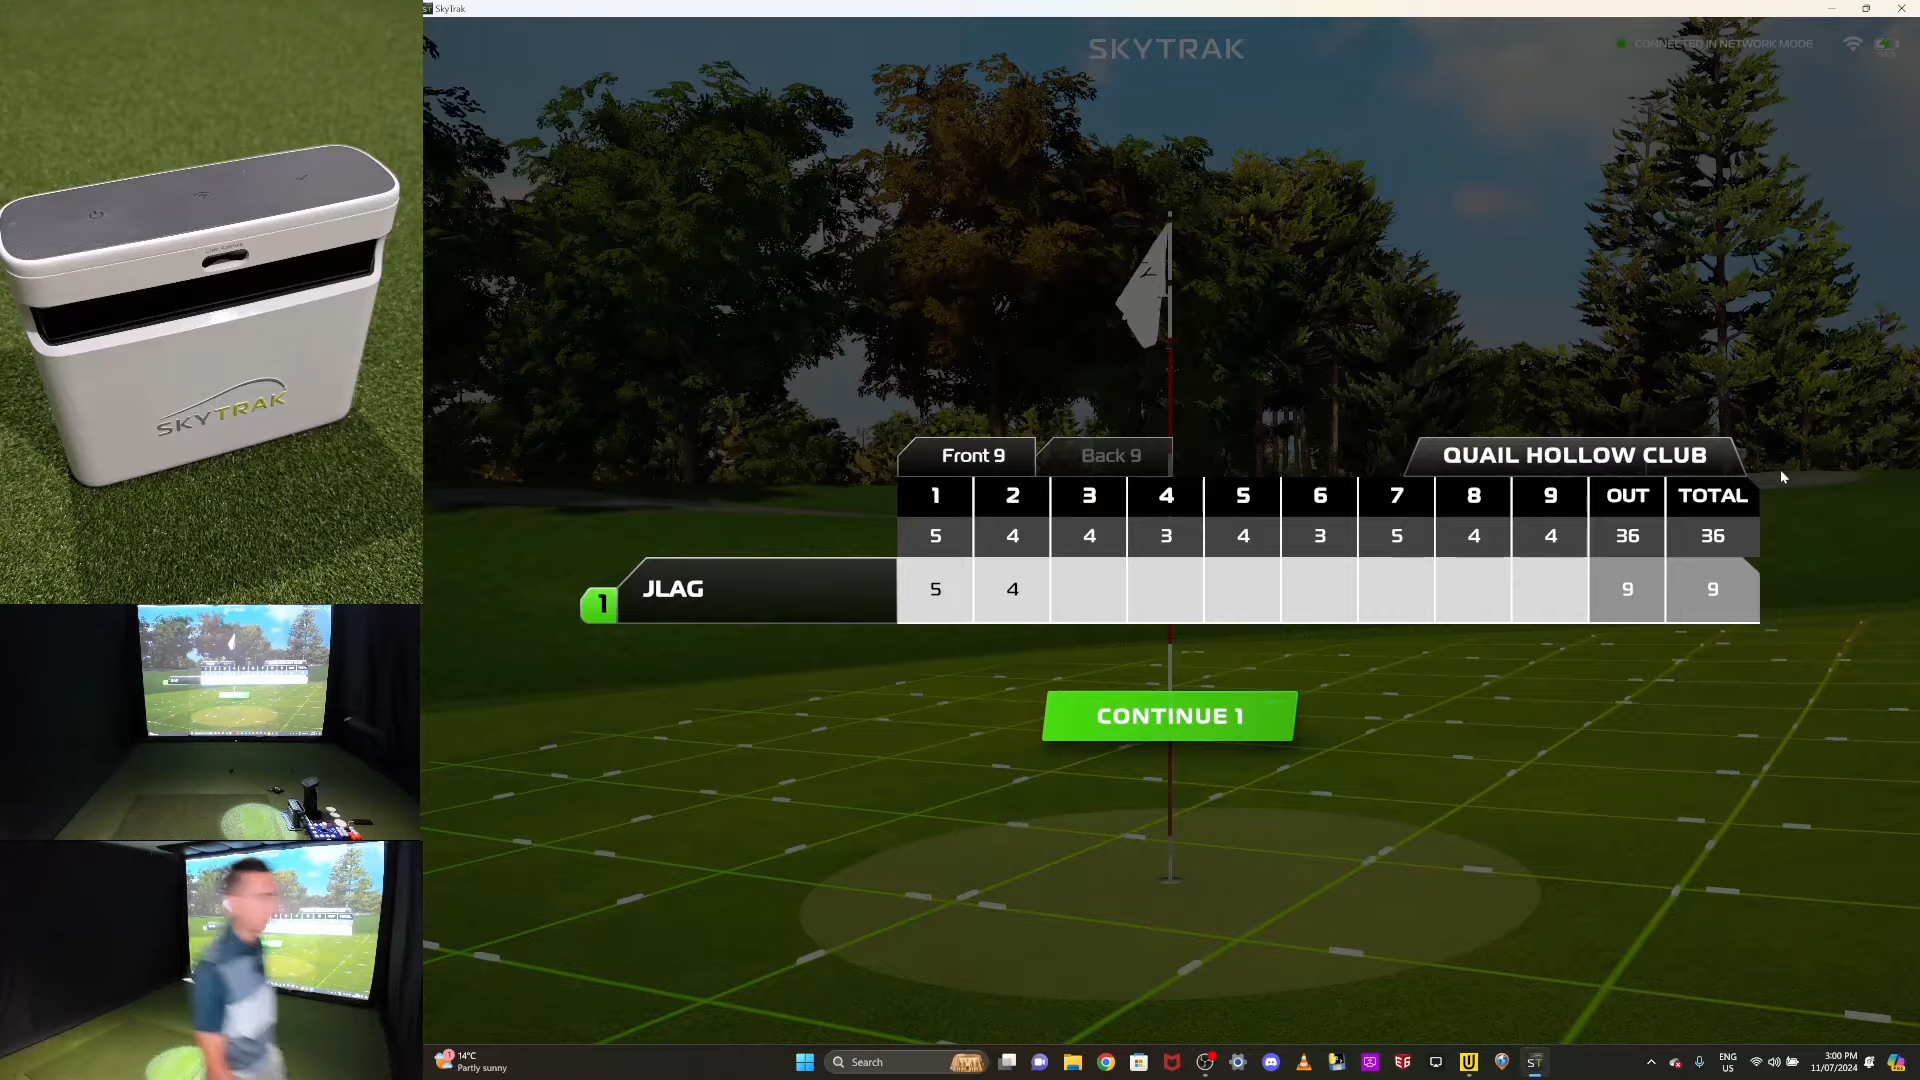 SkyTrak
SKYTRAK
CONNECTED IN NETWORK MODE
SKYTRAK
Front 9
Back 9
QUAIL HOLLOW CLUB
1 2 3 4 5 6 7 8 9 OUT TOTAL
5 4 4 3 4 3 5 4 4 36 36
1 JLAG 5 4 9 9
CONTINUE 1
14°C
Partly sunny
Search
ENG
US
3:00 PM
11/07/2024